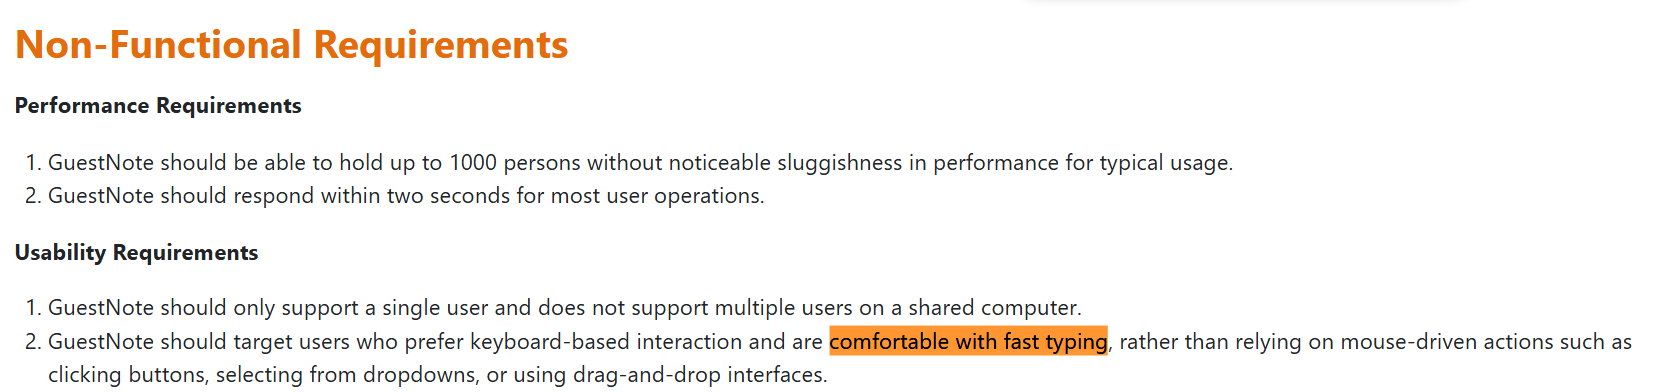 Non-Functional Requirements
Performance Requirements
1. GuestNote should be able to hold up to 1000 persons without noticeable sluggishness in performance for typical usage.
2. GuestNote should respond within two seconds for most user operations.
Usability Requirements
1. GuestNote should only support a single user and does not support multiple users on a shared computer.
2. GuestNote should target users who prefer keyboard-based interaction and are comfortable with fast typing, rather than relying on mouse-driven actions such as
clicking buttons, selecting from dropdowns, or using drag-and-drop interfaces.